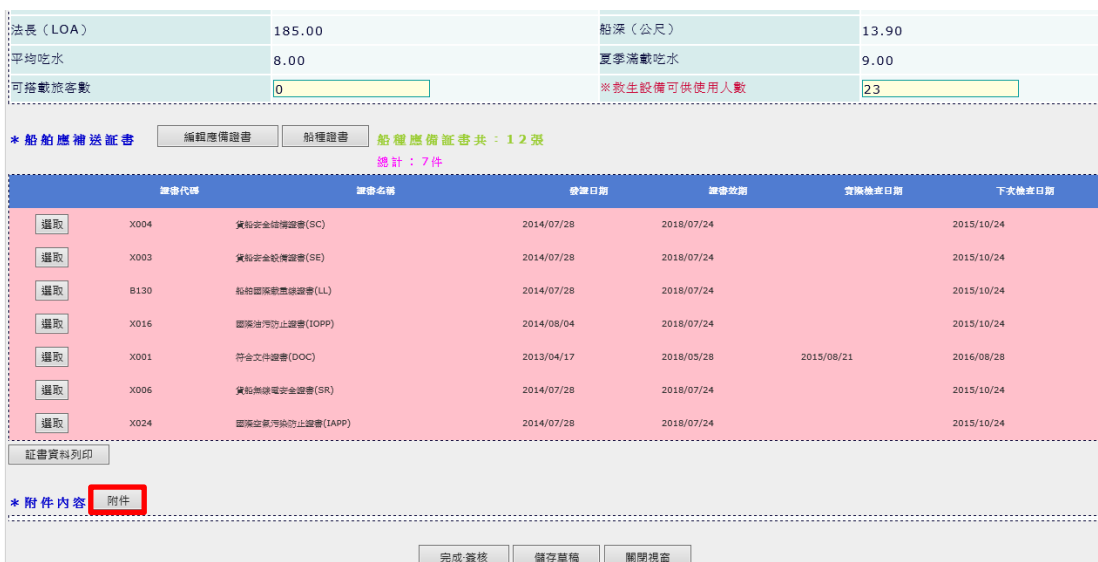 法長（LOA） 185.00 船深（公尺） 13.90
平均吃水 8.00 夏季滿載吃水 9.00
可搭載旅客數 0 ※救生設備可供使用人數 23
＊船舶應補送証書 編輯應備證書 船種證書 船種應備証書共：12張
總計：7件
證書代碼 證書名稱 發證日期 證書效期 實際檢查日期 下次檢查日期
選取 X004 貨船安全結構證書(SC) 2014/07/28 2018/07/24 2015/10/24
選取 X003 貨船安全設備證書(SE) 2014/07/28 2018/07/24 2015/10/24
選取 B130 船舶國際載重線證書(LL) 2014/07/28 2018/07/24 2015/10/24
選取 X016 國際油污防止證書(IOPP) 2014/08/04 2018/07/24 2015/10/24
選取 X001 符合文件證書(DOC) 2013/04/17 2018/05/28 2015/08/21 2016/08/28
選取 X006 貨船無線電安全證書(SR) 2014/07/28 2018/07/24 2015/10/24
選取 X024 國際空氣污染防止證書(IAPP) 2014/07/28 2018/07/24 2015/10/24
証書資料列印
＊附件內容 附件
完成·簽核 儲存草稿 關閉視窗